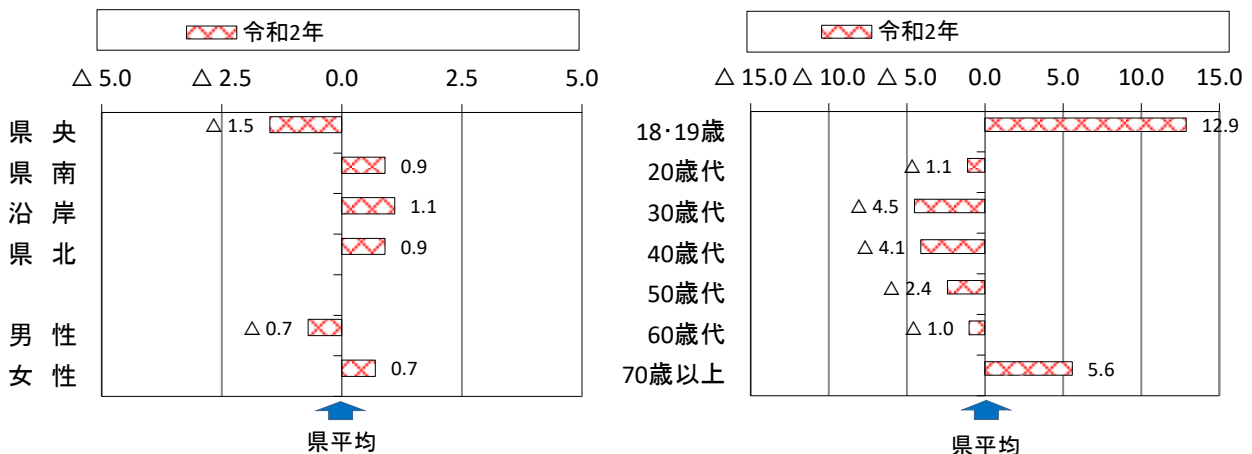 令和2年
△ 5.0 △ 2.5 0.0 2.5 5.0
県 央 △ 1.5
県 南 0.9
沿 岸 1.1
県 北 0.9
男 性 △ 0.7
女 性 0.7
県平均
令和2年
△ 15.0 △ 10.0 △ 5.0 0.0 5.0 10.0 15.0
18･19歳 12.9
20歳代 △ 1.1
30歳代 △ 4.5
40歳代 △ 4.1
50歳代 △ 2.4
60歳代 △ 1.0
70歳以上 5.6
県平均